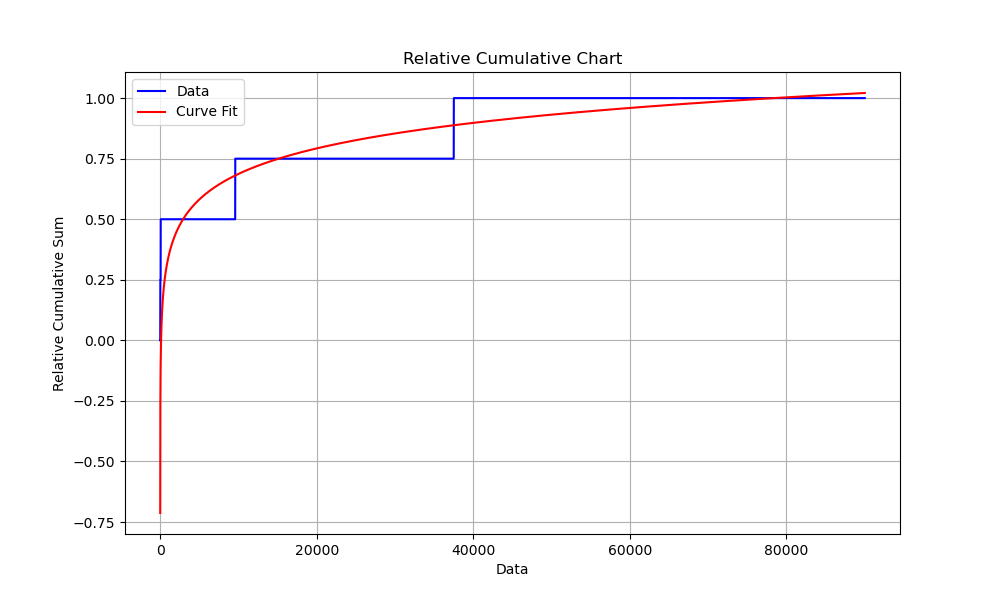 Relative Cumulative Chart
Data
Curve Fit
1.00
0.75
0.50
0.25
0.00
−0.25
−0.50
−0.75
Relative Cumulative Sum
0 20000 40000 60000 80000
Data